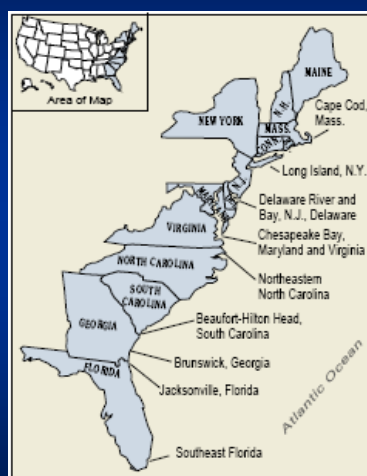 Area of Map
MAINE
N.H.
NEW YORK
MASS.
CONN.
Cape Cod,
Mass.
Long Island, N.Y.
N.J.
MARYLAND
Delaware River and
Bay, N.J., Delaware
VIRGINIA
Chesapeake Bay,
Maryland and Virginia
NORTH CAROLINA
Northeastern
North Carolina
SOUTH
CAROLINA
GEORGIA
Beaufort-Hilton Head,
South Carolina
Brunswick, Georgia
FLORIDA
Jacksonville, Florida
Atlantic Ocean
Southeast Florida